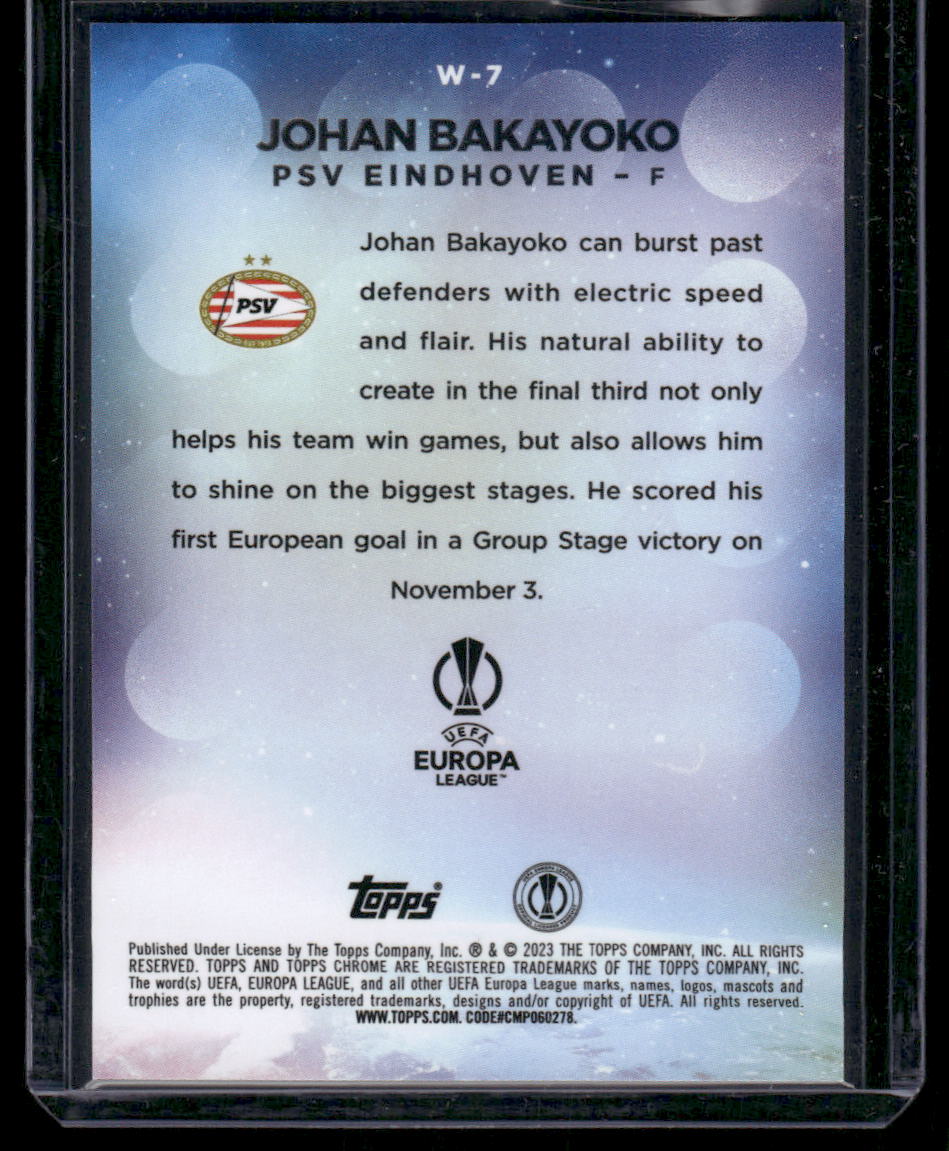 W-7
JOHAN BAKAYOKO
PSV EINDHOVEN - F
Johan Bakayoko can burst past
PSV
defenders with electric speed
and flair. His natural ability to
create in the final third not only
helps his team win games, but also allows him
to shine on the biggest stages. He scored his
first European goal in a Group Stage victory on
November 3.
UEFA
EUROPA
LEAGUE™
Topps®
Published Under License by The Topps Company, Inc. ® & © 2023 THE TOPPS COMPANY, INC. ALL RIGHTS
RESERVED. TOPPS AND TOPPS CHROME ARE REGISTERED TRADEMARKS OF THE TOPPS COMPANY, INC.
The word(s) UEFA, EUROPA LEAGUE, and all other UEFA Europa League marks, names, logos, mascots and
trophies are the property, registered trademarks, designs and/or copyright of UEFA. All rights reserved.
WWW.TOPPS.COM. CODE#CMP060278.